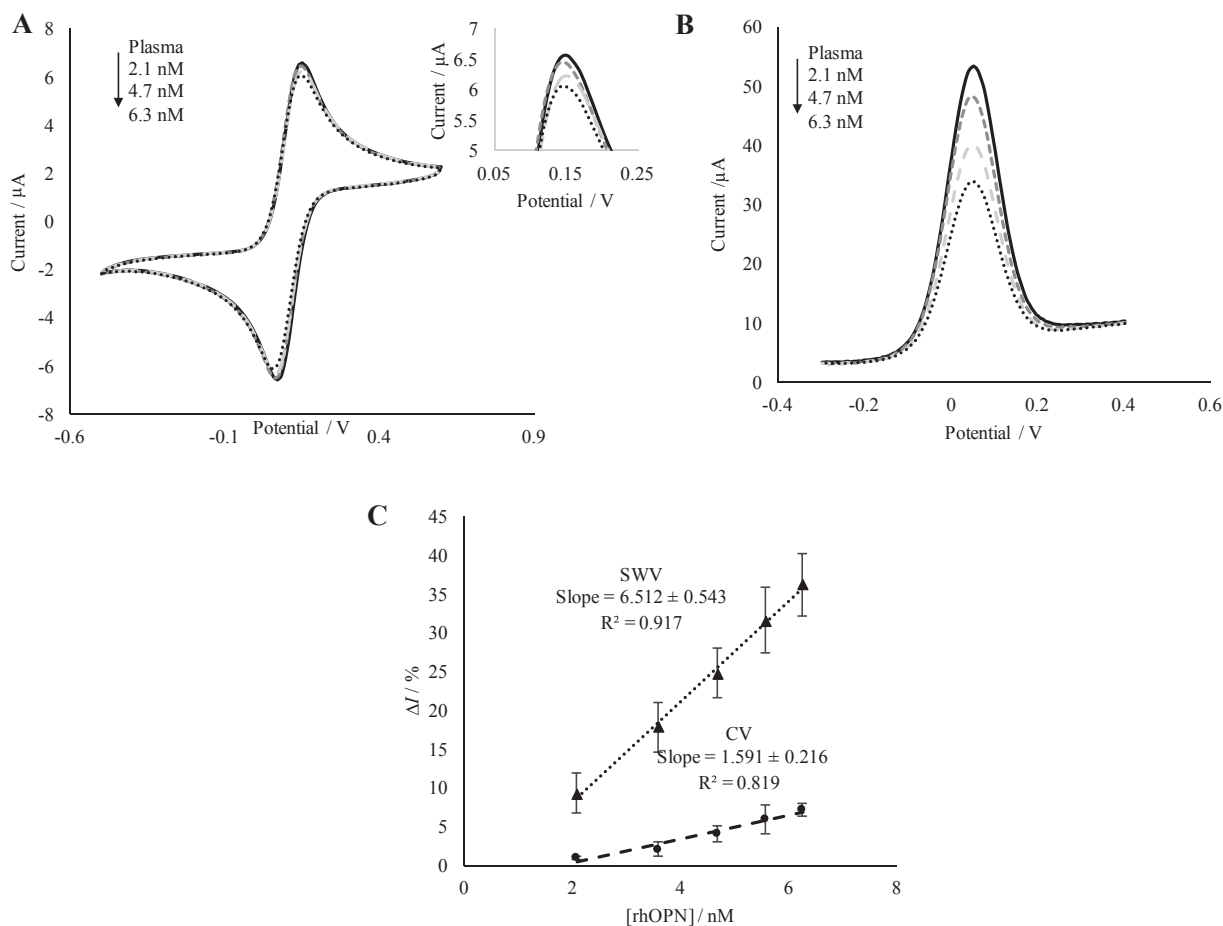 A
Plasma
2.1 nM
4.7 nM
6.3 nM
Current / µA
8
6
4
2
0
-2
-4
-6
-8
-0.6
-0.1
0.4
0.9
Potential / V
Current / µA
7
6.5
6
5.5
5
0.05
0.15
0.25
Potential / V
B
Plasma
2.1 nM
4.7 nM
6.3 nM
Current /µA
60
50
40
30
20
10
0
-0.4
-0.2
0
0.2
0.4
0.6
Potential / V
C
ΔI / %
45
40
35
30
25
20
15
10
5
0
SWV
Slope = 6.512 ± 0.543
R² = 0.917
CV
Slope = 1.591 ± 0.216
R² = 0.819
0
2
4
6
8
[rhOPN] / nM